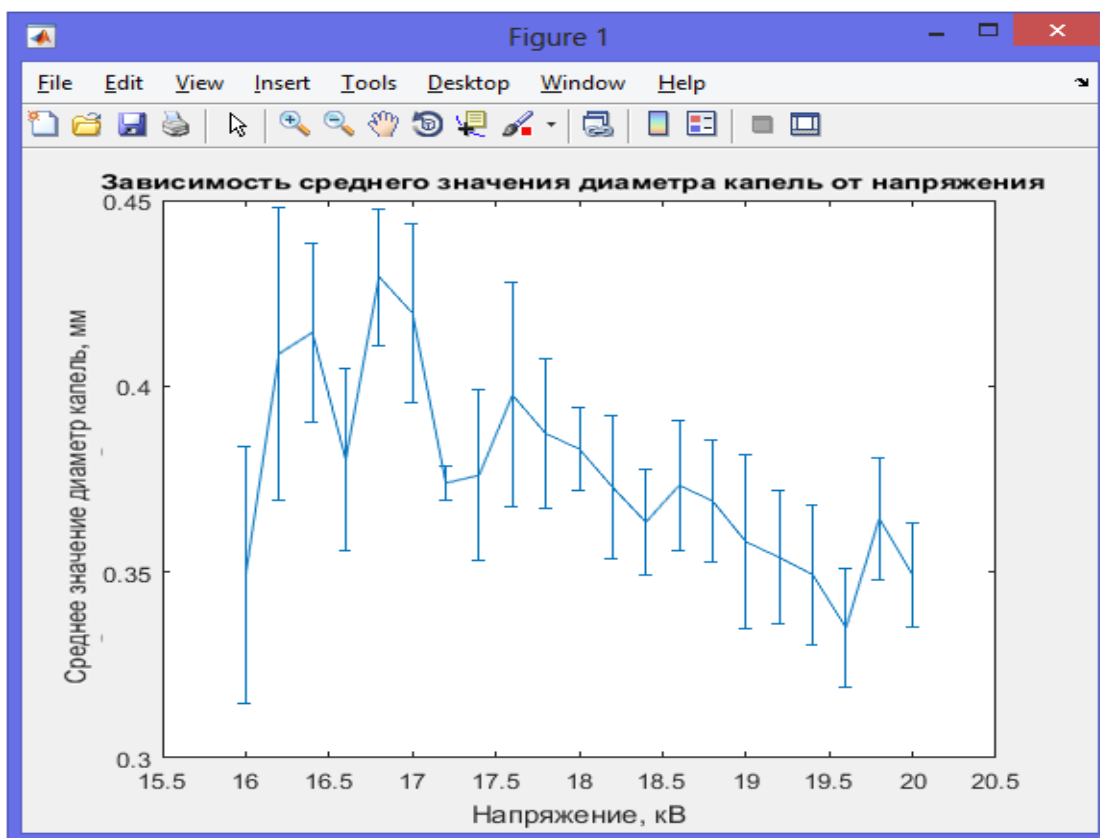 Figure 1
File Edit View Insert Tools Desktop Window Help
Зависимость среднего значения диаметра капель от напряжения
Среднее значение диаметр капель, мм
0.45
0.4
0.35
0.3
15.5 16 16.5 17 17.5 18 18.5 19 19.5 20 20.5
Напряжение, кВ